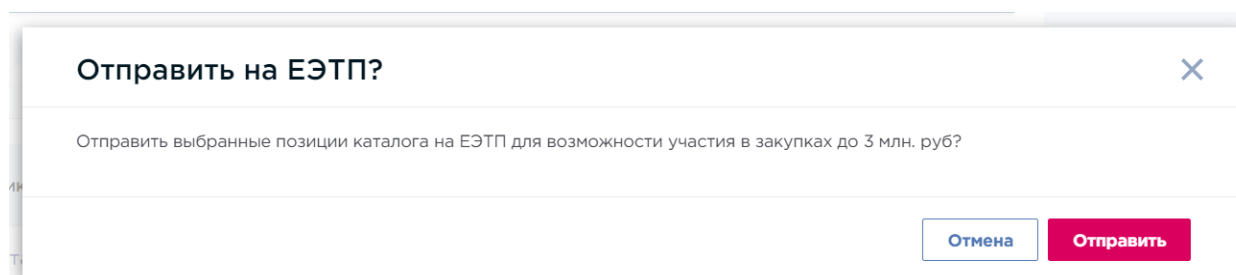 Отправить на ЕЭТП?
Отправить выбранные позиции каталога на ЕЭТП для возможности участия в закупках до 3 млн. руб?
Отмена
Отправить